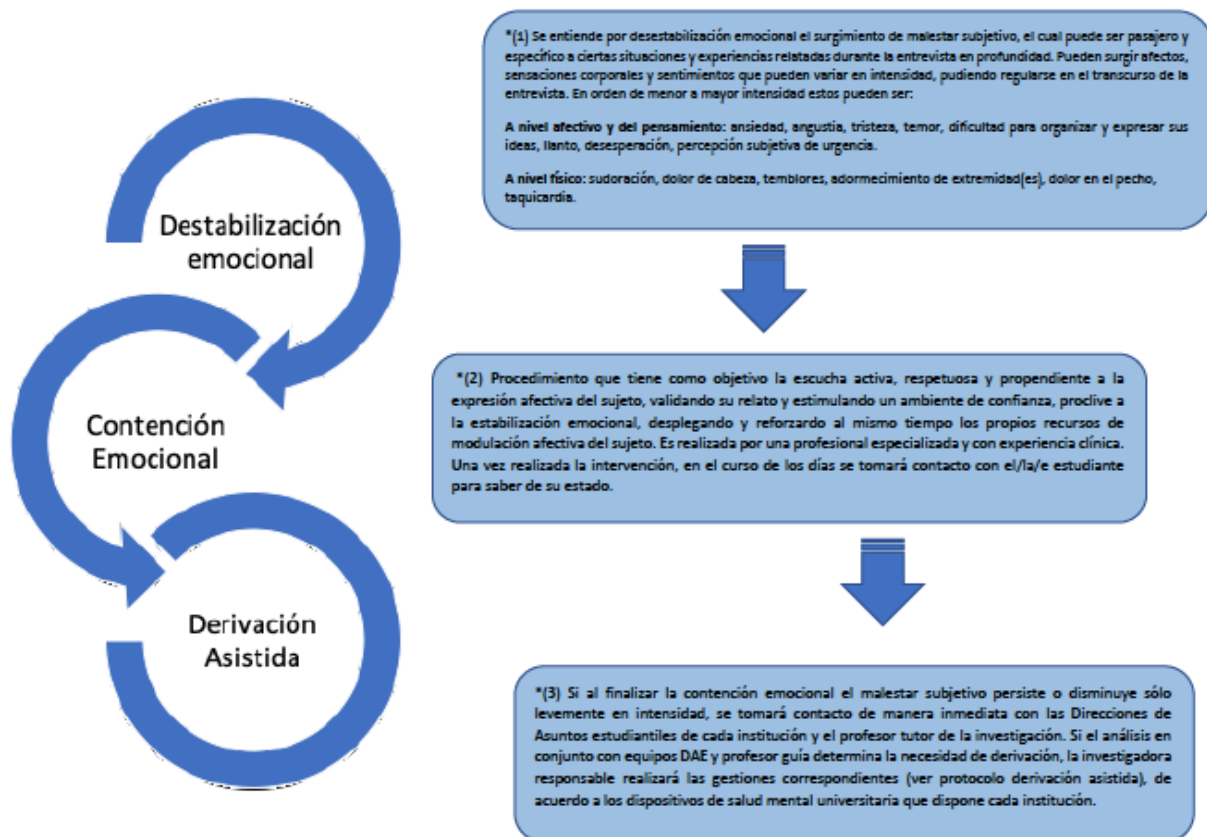 Destabilización
emocional
Contención
Emocional
Derivación
Asistida
*(1) Se entiende por desestabilización emocional el surgimiento de malestar subjetivo, el cual puede ser pasajero y
específico a ciertas situaciones y experiencias relatadas durante la entrevista en profundidad. Pueden surgir afectos,
sensaciones corporales y sentimientos que pueden variar en intensidad, pudiendo regularse en el transcurso de la
entrevista. En orden de menor a mayor intensidad estos pueden ser:
A nivel afectivo y del pensamiento: ansiedad, angustia, tristeza, temor, dificultad para organizar y expresar sus
ideas, llanto, desesperación, percepción subjetiva de urgencia.
A nivel físico: sudoración, dolor de cabeza, temblores, adormecimiento de extremidad(es), dolor en el pecho,
taquicardia.
*(2) Procedimiento que tiene como objetivo la escucha activa, respetuosa y propendiente a la
expresión afectiva del sujeto, validando su relato y estimulando un ambiente de confianza, proclive a
la estabilización emocional, desplegando y reforzando al mismo tiempo los propios recursos de
modulación afectiva del sujeto. Es realizada por una profesional especializada y con experiencia clínica.
Una vez realizada la intervención, en el curso de los días se tomará contacto con el/la/e estudiante
para saber de su estado.
*(3) Si al finalizar la contención emocional el malestar subjetivo persiste o disminuye sólo
levemente en intensidad, se tomará contacto de manera inmediata con las Direcciones de
Asuntos estudiantiles de cada institución y el profesor tutor de la investigación. Si el análisis en
conjunto con equipos DAE y profesor guía determina la necesidad de derivación, la investigadora
responsable realizará las gestiones correspondientes (ver protocolo derivación asistida), de
acuerdo a los dispositivos de salud mental universitaria que dispone cada institución.